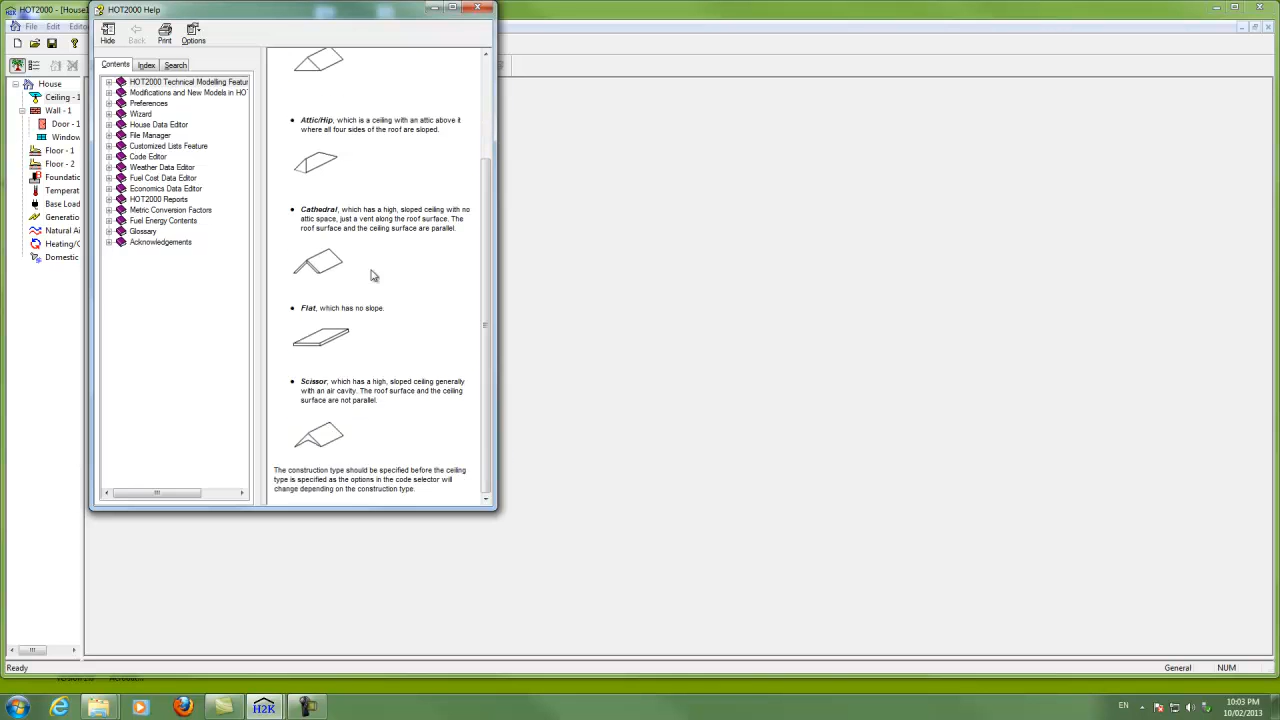 HOT2000 - [House1
HOT2000 Help
File Edit Edito
Hide Back Print Options
Contents Index Search
House
Ceiling - 1
Wall - 1
Door - 1
Window
Floor - 1
Floor - 2
Foundatio
Temperat
Base Load
Generatio
Natural Ai
Heating/C
Domestic
HOT2000 Technical Modelling Featur
Modifications and New Models in HO
Preferences
Wizard
House Data Editor
File Manager
Customized Lists Feature
Code Editor
Weather Data Editor
Fuel Cost Data Editor
Economics Data Editor
HOT2000 Reports
Metric Conversion Factors
Fuel Energy Contents
Glossary
Acknowledgements
• Attic/Hip, which is a ceiling with an attic above it
where all four sides of the roof are sloped.
• Cathedral, which has a high, sloped ceiling with no
attic space, just a vent along the roof surface. The
roof surface and the ceiling surface are parallel.
• Flat, which has no slope.
• Scissor, which has a high, sloped ceiling generally
with an air cavity. The roof surface and the ceiling
surface are not parallel.
The construction type should be specified before the ceiling
type is specified as the options in the code selector will
change depending on the construction type.
Ready
General NUM
H2K
EN
10:03 PM
10/02/2013